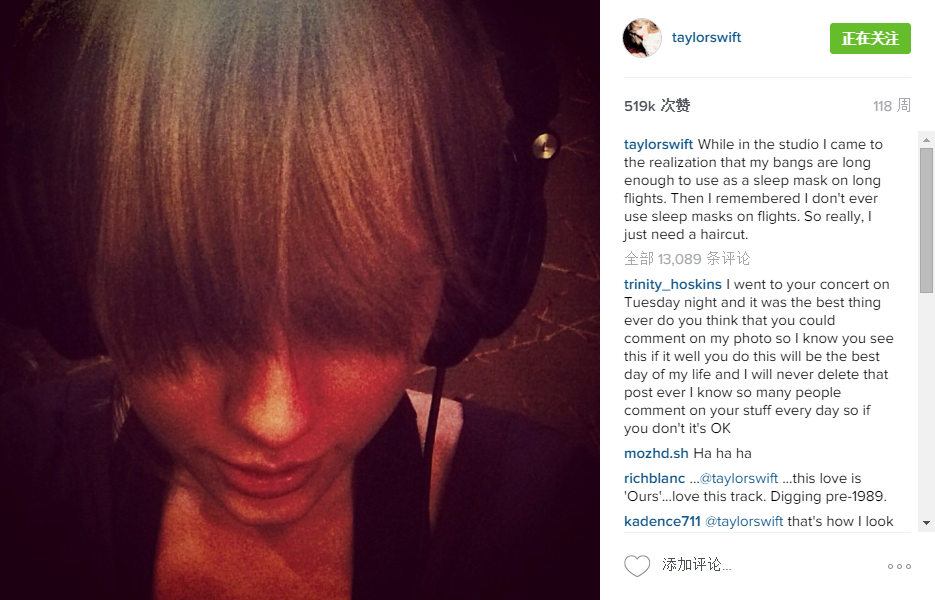 taylorswift
正在关注
519k 次赞
118 周
taylorswift While in the studio I came to
the realization that my bangs are long
enough to use as a sleep mask on long
flights. Then I remembered I don't ever
use sleep masks on flights. So really, I
just need a haircut.
全部 13,089 条评论
trinity_hoskins I went to your concert on
Tuesday night and it was the best thing
ever do you think that you could
comment on my photo so I know you see
this if it well you do this will be the best
day of my life and I will never delete that
post ever I know so many people
comment on your stuff every day so if
you don't it's OK
mozhd.sh Ha ha ha
richblanc ...@taylorswift ...this love is
'Ours'...love this track. Digging pre-1989.
kadence711 @taylorswift that's how I look
添加评论...